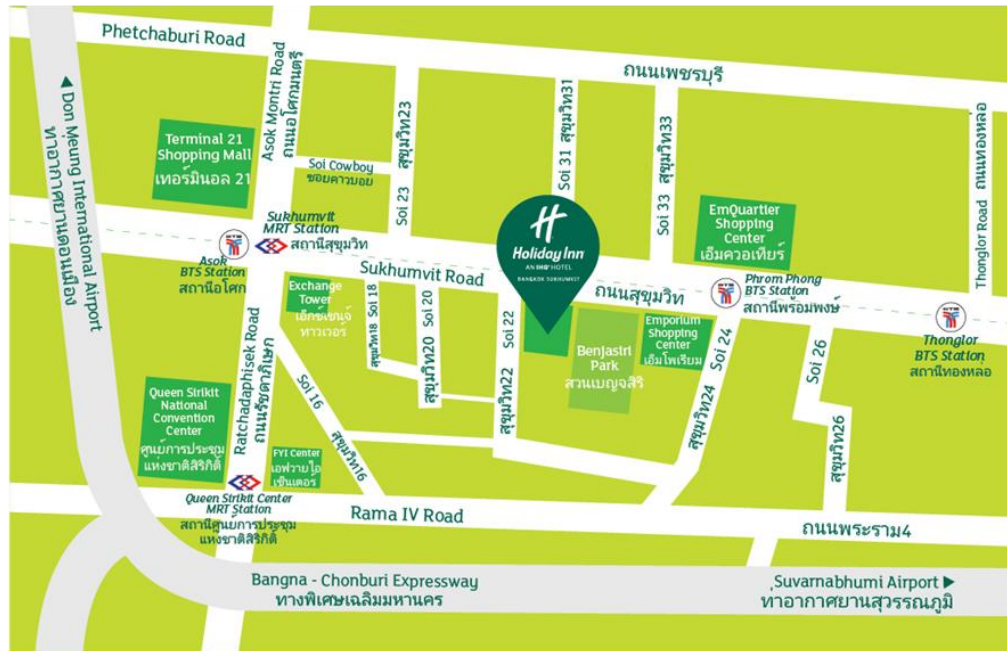 Phetchaburi Road
ถนนเพชรบุรี
Don Meung International Airport
ท่าอากาศยานดอนเมือง
Asok Montri Road
ถนนอโศกมนตรี
Terminal 21
Shopping Mall
เทอร์มินอล 21
Soi Cowboy
ซอยคาวบอย
Soi 23 สุขุมวิท23
Soi 31 สุขุมวิท31
Soi 33 สุขุมวิท33
Thonglor Road ถนนทองหล่อ
Sukhumvit
MRT Station
สถานีสุขุมวิท
BTS
Asok
BTS Station
สถานีอโศก
H
Holiday Inn
AN IHG® HOTEL
BANGKOK SUKHUMVIT
EmQuartier
Shopping
Center
เอ็มควอเทียร์
Sukhumvit Road
ถนนสุขุมวิท
BTS
Phrom Phong
BTS Station
สถานีพร้อมพงษ์
BTS
Thonglor
BTS Station
สถานีทองหลอ
Exchange
Tower
เอ็กซ์เชนจ์
ทาวเวอร์
สุขุมวิท18 Soi 18
สุขุมวิท20 Soi 20
สุขุมวิท22 Soi 22
Benjasiri
Park
สวนเบญจสิริ
Emporium
Shopping
Center
เอ็มโพเรียม
สุขุมวิท24 Soi 24
Soi 26
สุขุมวิท26
Ratchadaphisek Road
ถนนรัชดาภิเษก
Soi 16
สุขุมวิท16
Queen Sirikit
National
Convention
Center
ศูนย์การประชุม
แห่งชาติสิริกิติ์
FYI Center
เอฟวายไอ
เซ็นเตอร์
Queen Sirikit Center
MRT Station
สถานีศูนย์การประชุม
แห่งชาติสิริกิติ์
Rama IV Road
ถนนพระราม4
Bangna - Chonburi Expressway
ทางพิเศษเฉลิมมหานคร
Suvarnabhumi Airport
ท่าอากาศยานสุวรรณภูมิ